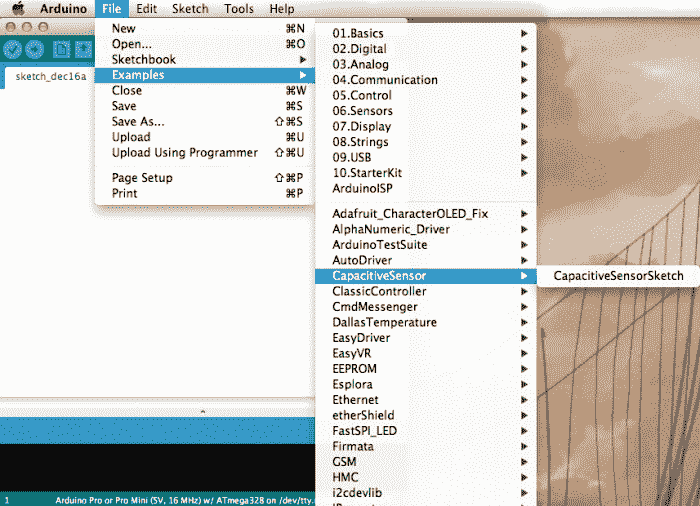 Arduino File Edit Sketch Tools Help
New ⌘N
Open... ⌘O
Sketchbook
Examples
Close ⌘W
Save ⌘S
Save As... ⇧⌘S
Upload ⌘U
Upload Using Programmer ⇧⌘U
Page Setup ⇧⌘P
Print ⌘P
sketch_dec16a
01.Basics
02.Digital
03.Analog
04.Communication
05.Control
06.Sensors
07.Display
08.Strings
09.USB
10.StarterKit
ArduinoISP
Adafruit_CharacterOLED_Fix
AlphaNumeric_Driver
ArduinoTestSuite
AutoDriver
CapacitiveSensor
ClassicController
CmdMessenger
DallasTemperature
EasyDriver
EasyVR
EEPROM
Esplora
Ethernet
etherShield
FastSPI_LED
Firmata
GSM
HMC
i2cdevlib
CapacitiveSensorSketch
1 Arduino Pro or Pro Mini (5V, 16 MHz) w/ ATmega328 on /dev/tty.